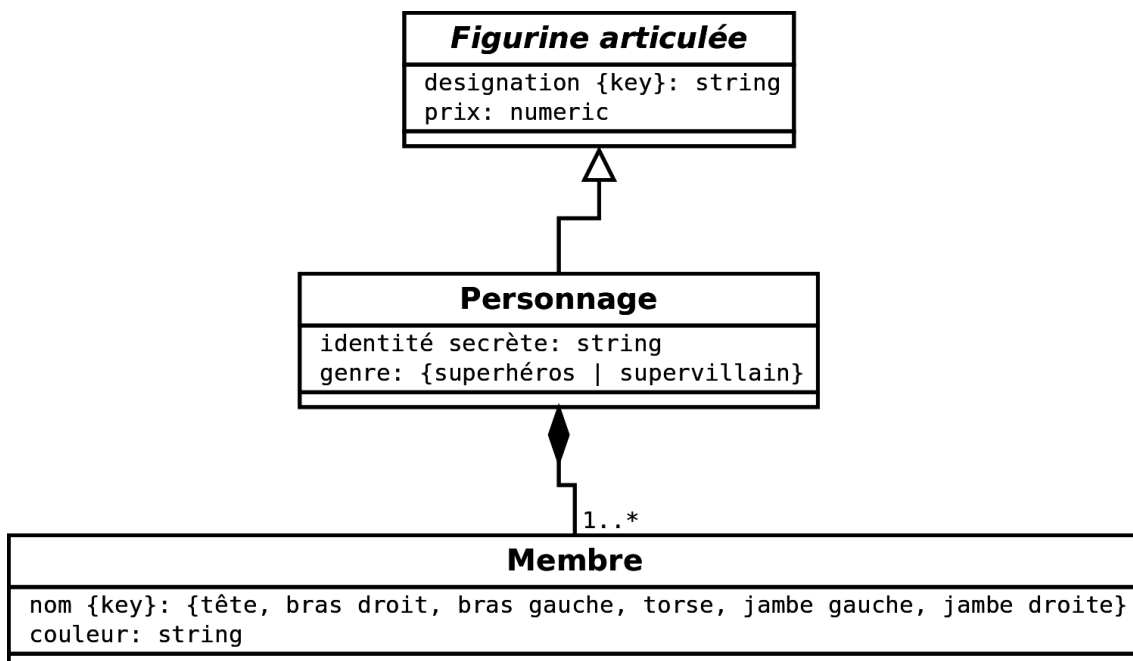 Figurine articulée
designation {key}: string
prix: numeric
Personnage
identité secrète: string
genre: {superhéros | supervillain}
1..*
Membre
nom {key}: {tête, bras droit, bras gauche, torse, jambe gauche, jambe droite}
couleur: string